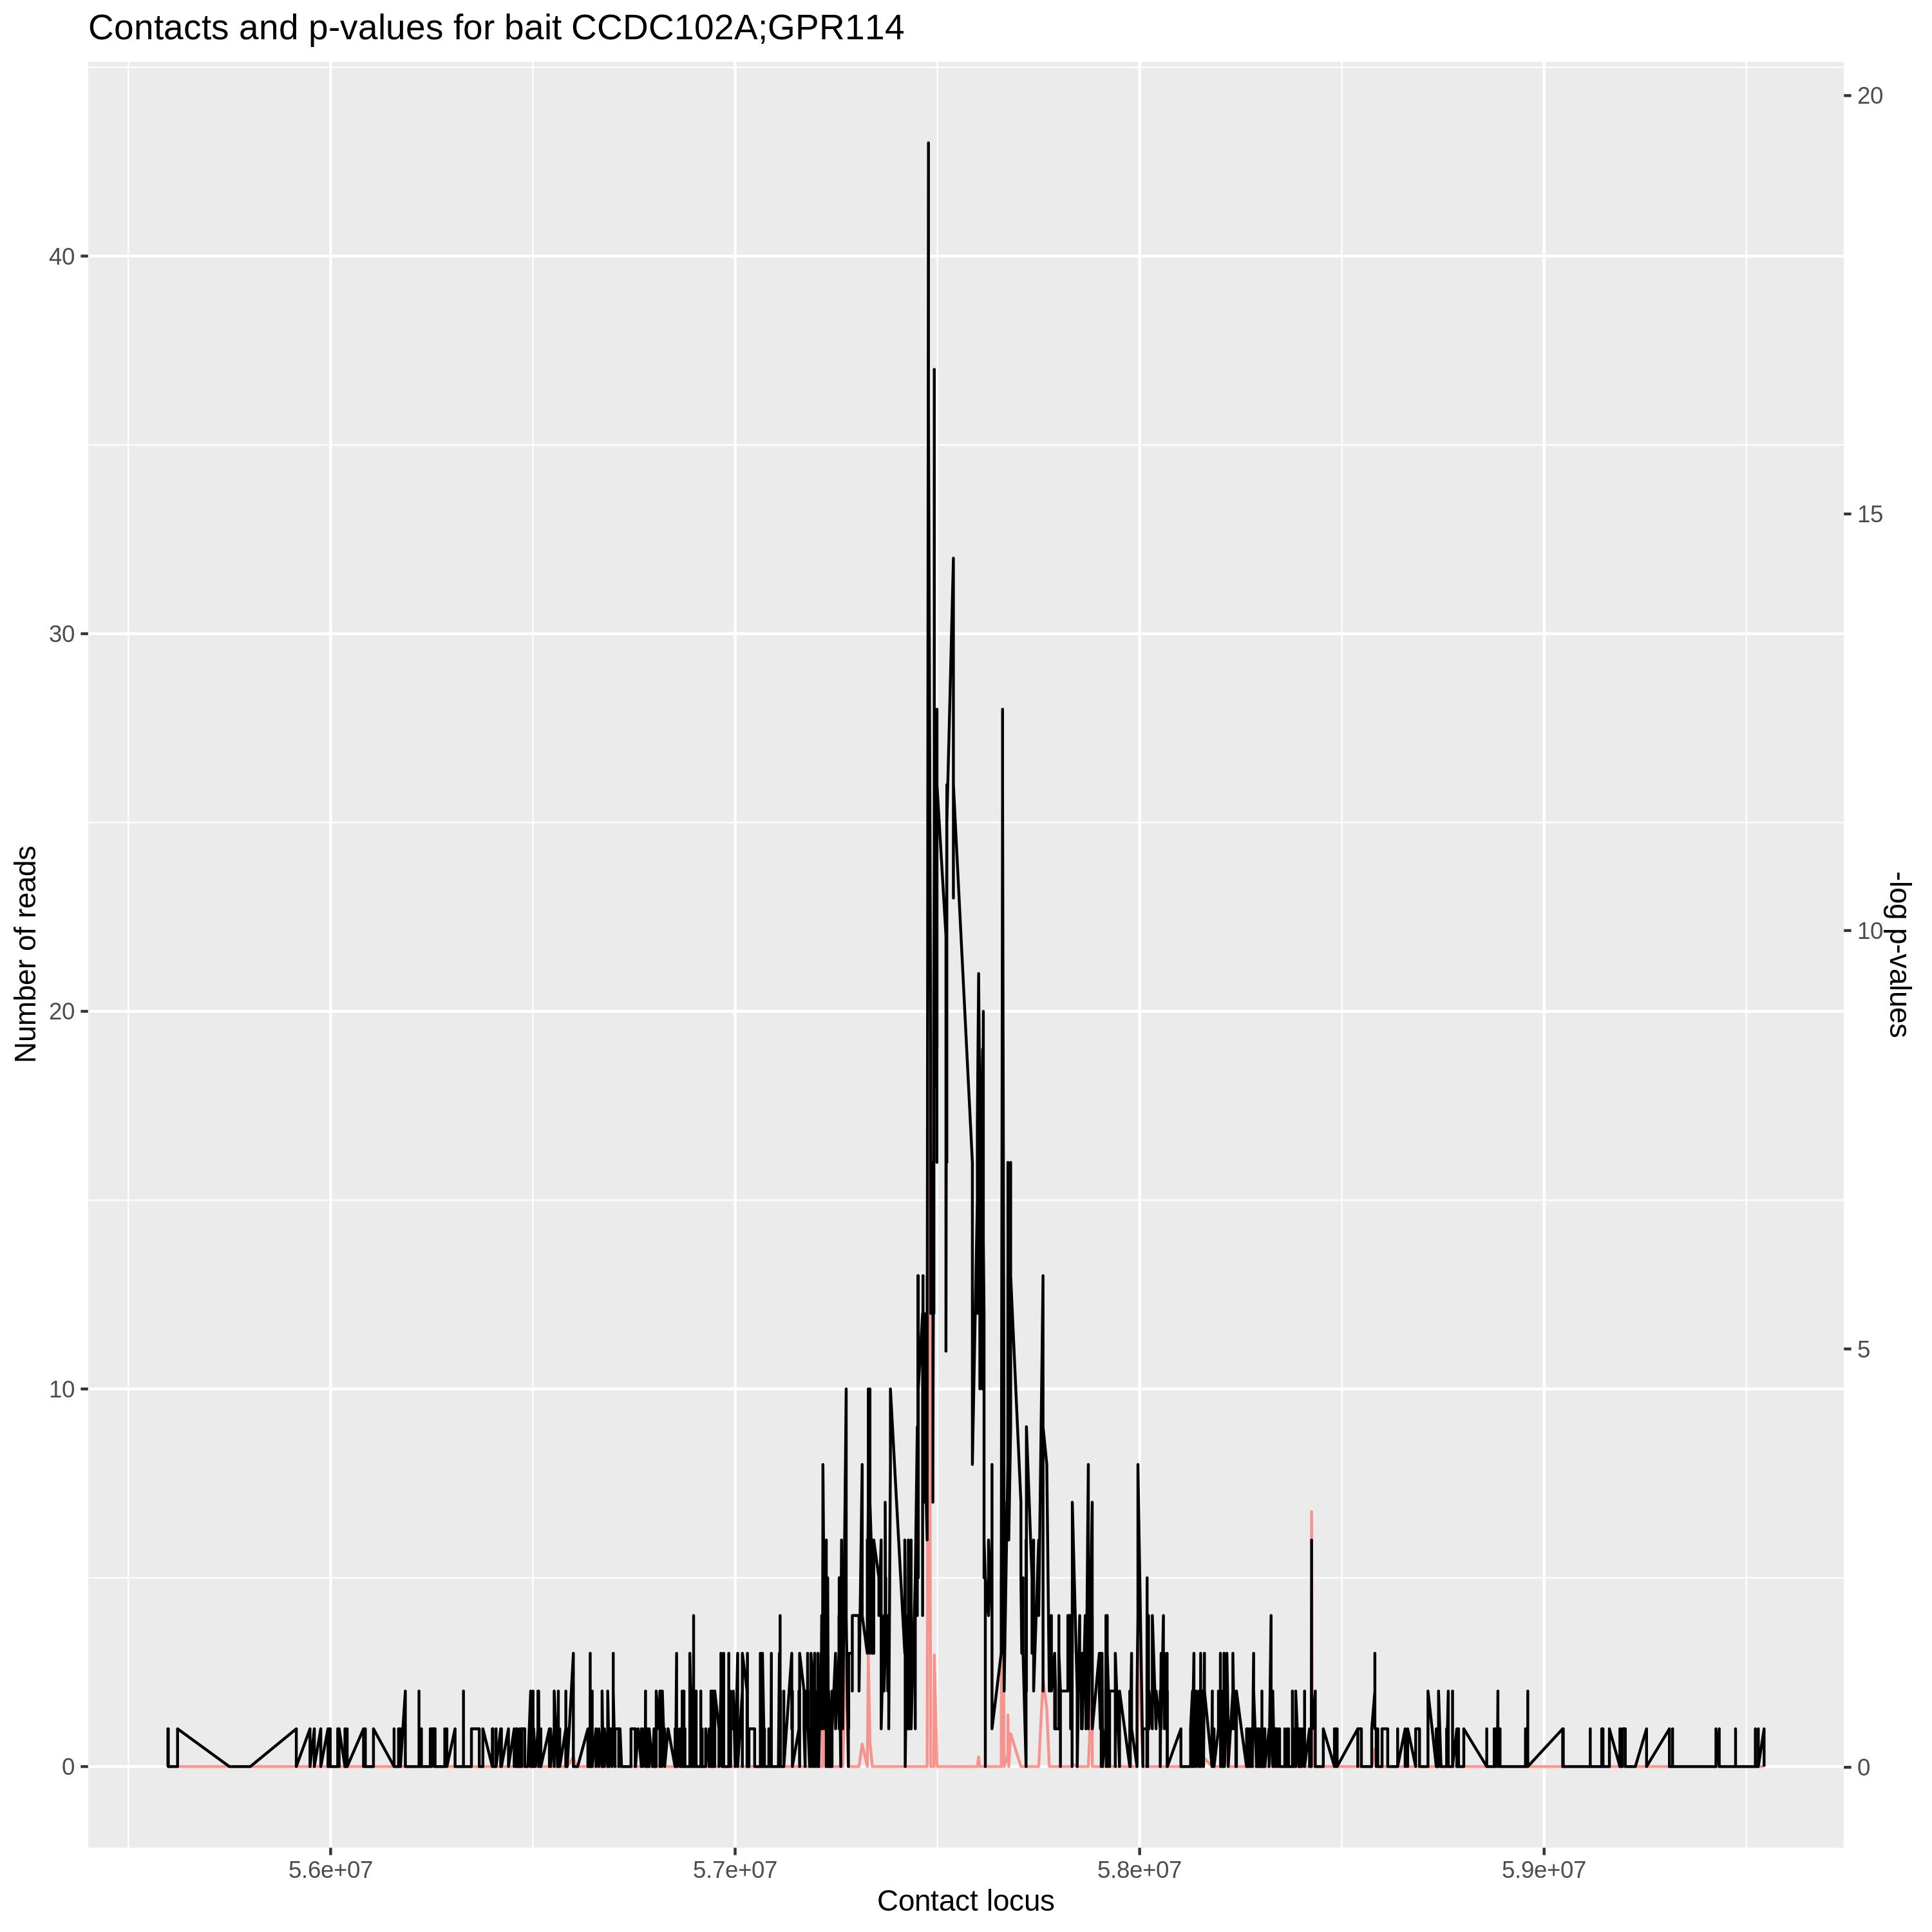 Contacts and p-values for bait CCDC102A;GPR114
20
40
15
30
Number of reads
-log p-values
10
20
5
10
0
0
5.6e+07
5.7e+07
5.8e+07
5.9e+07
Contact locus